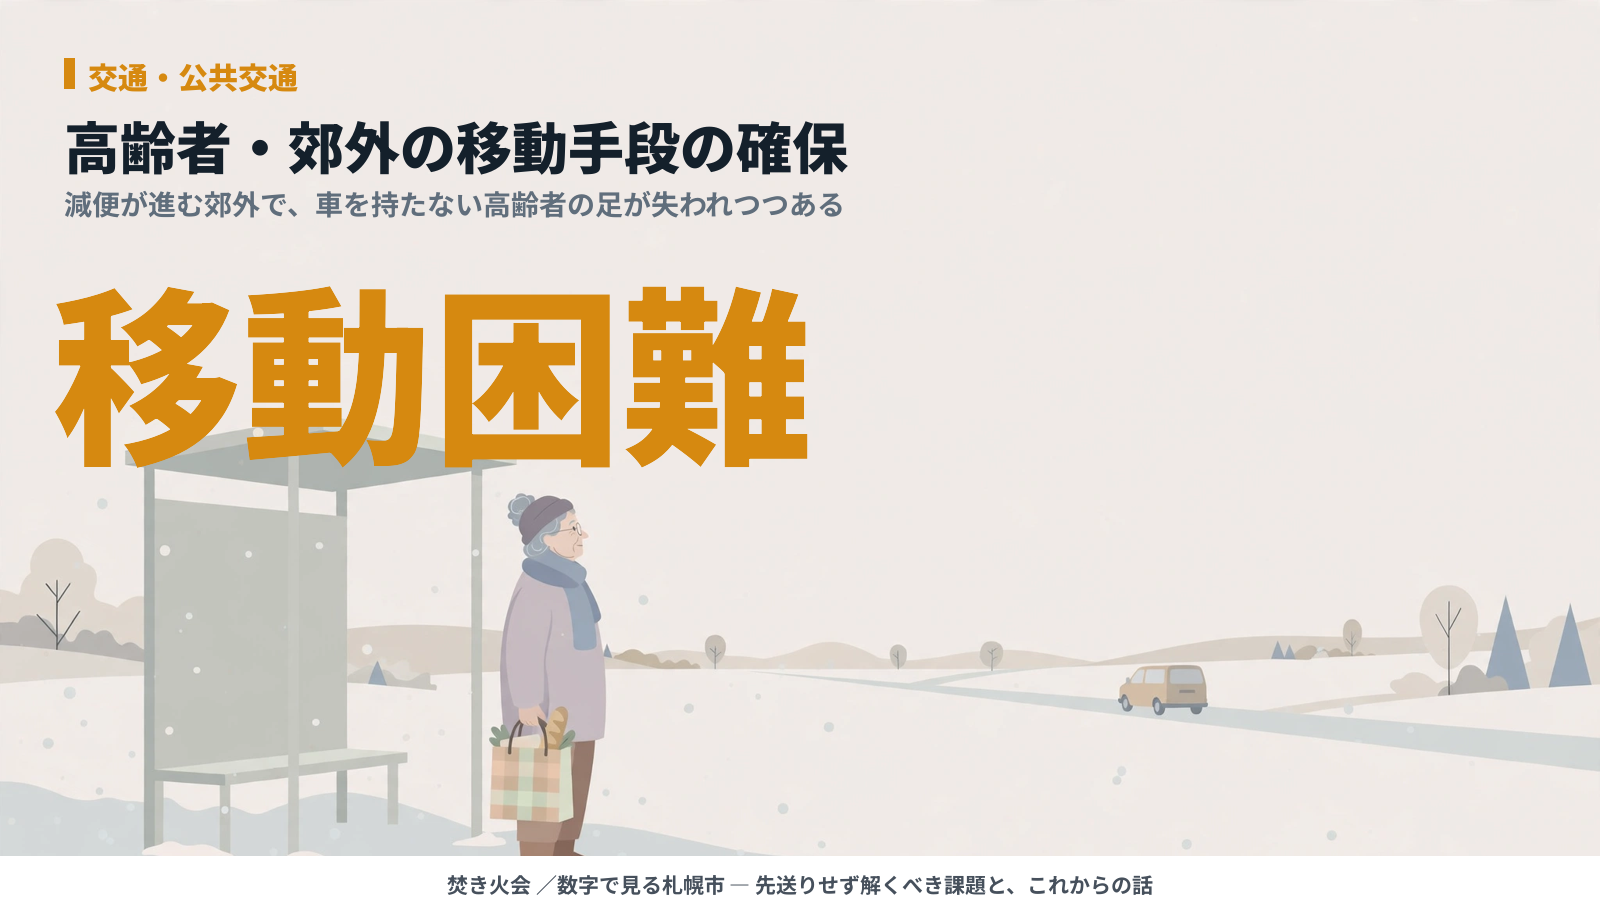 交通・公共交通
高齢者・郊外の移動手段の確保
減便が進む郊外で、車を持たない高齢者の足が失われつつある
移動困難
焚き火会 ／数字で見る札幌市 — 先送りせず解くべき課題と、これからの話